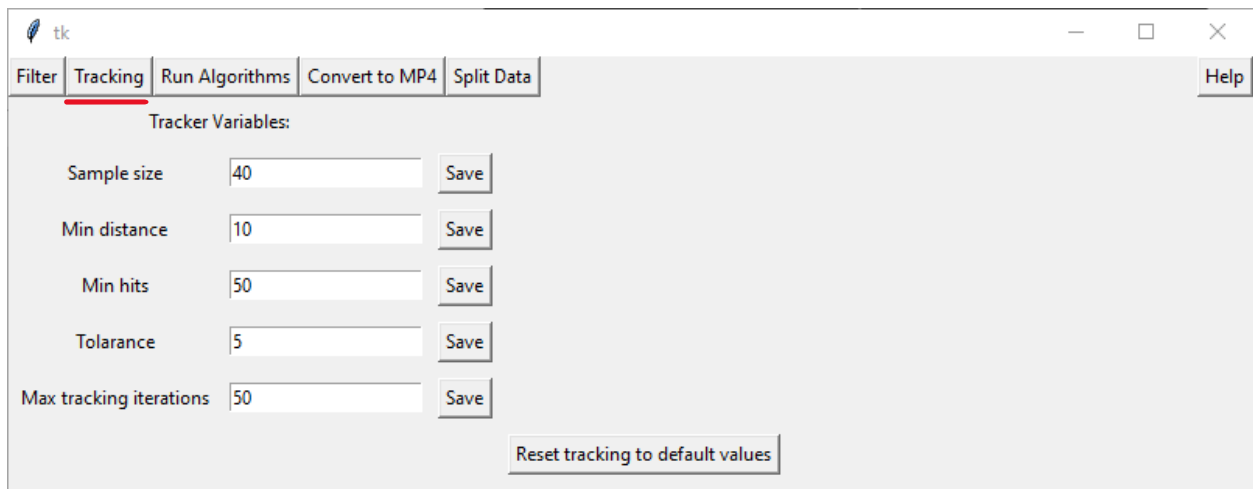 tk
Filter Tracking Run Algorithms Convert to MP4 Split Data Help
Tracker Variables:
Sample size 40 Save
Min distance 10 Save
Min hits 50 Save
Tolarance 5 Save
Max tracking iterations 50 Save
Reset tracking to default values